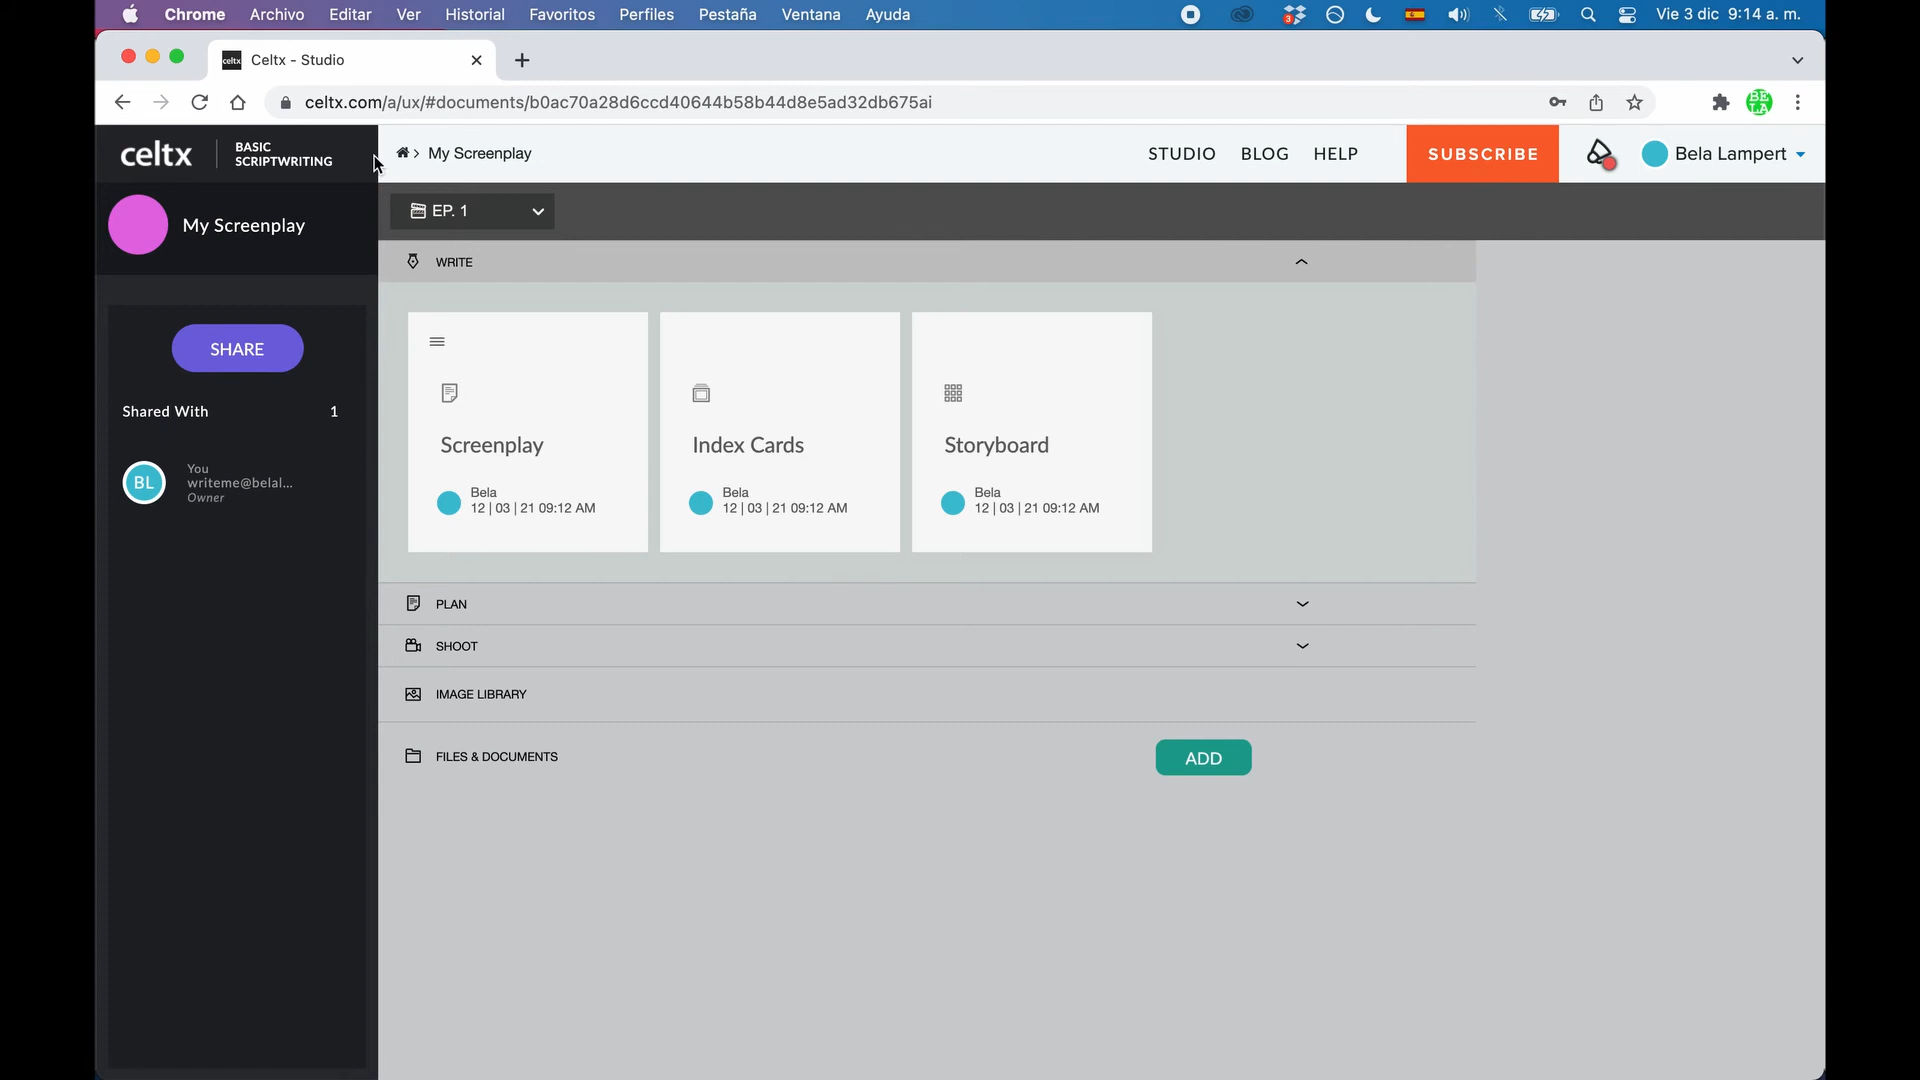 Chrome Archivo Editar Ver Historial Favoritos Perfiles Pestaña Ventana Ayuda 3 Vie 3 dic 9:14 a. m.
celtx Celtx - Studio
celtx.com/a/ux/#documents/b0ac70a28d6ccd40644b58b44d8e5ad32db675ai BE LA
celtx BASIC SCRIPTWRITING
My Screenplay STUDIO BLOG HELP SUBSCRIBE Bela Lampert
My Screenplay
EP. 1
WRITE
SHARE
Shared With 1
BL
You
writeme@belal...
Owner
Screenplay
Bela
12 | 03 | 21 09:12 AM
Index Cards
Bela
12 | 03 | 21 09:12 AM
Storyboard
Bela
12 | 03 | 21 09:12 AM
PLAN
SHOOT
IMAGE LIBRARY
FILES & DOCUMENTS ADD